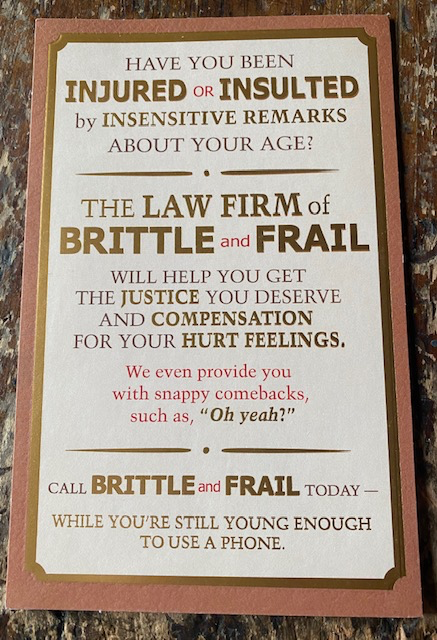 HAVE YOU BEEN
INJURED OR INSULTED
by INSENSITIVE REMARKS
ABOUT YOUR AGE?
THE LAW FIRM of
BRITTLE and FRAIL
WILL HELP YOU GET
THE JUSTICE YOU DESERVE
AND COMPENSATION
FOR YOUR HURT FEELINGS.
We even provide you
with snappy comebacks,
such as, “Oh yeah?”
CALL BRITTLE and FRAIL TODAY —
WHILE YOU’RE STILL YOUNG ENOUGH
TO USE A PHONE.